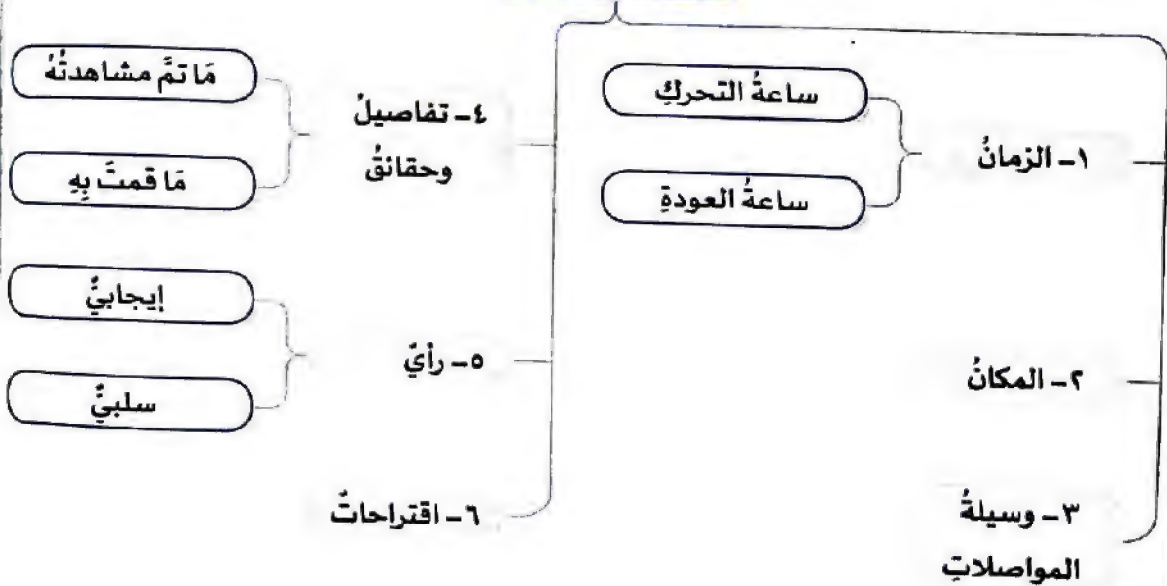 ١- الزمانُ
ساعةُ التحركِ
ساعةُ العودةِ
٢- المكانُ
٣- وسيلةُ
المواصلاتِ
٤- تفاصيلُ
وحقائقُ
مَا تمَّ مشاهدتُهُ
مَا قمتَ بِهِ
٥- رأيٌ
إيجابيٌّ
سلبيٌّ
٦- اقتراحاتٌ